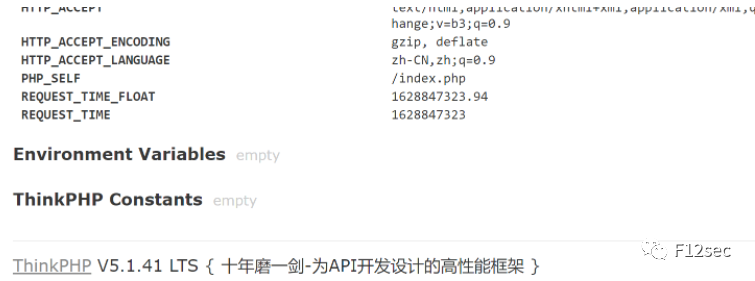 HTTP_ACCEPT text/html,application/xhtml+xml,application/xml;q
hange;v=b3;q=0.9
HTTP_ACCEPT_ENCODING gzip, deflate
HTTP_ACCEPT_LANGUAGE zh-CN,zh;q=0.9
PHP_SELF /index.php
REQUEST_TIME_FLOAT 1628847323.94
REQUEST_TIME 1628847323
Environment Variables empty
ThinkPHP Constants empty
F12sec
ThinkPHP V5.1.41 LTS { 十年磨一剑-为API开发设计的高性能框架 }